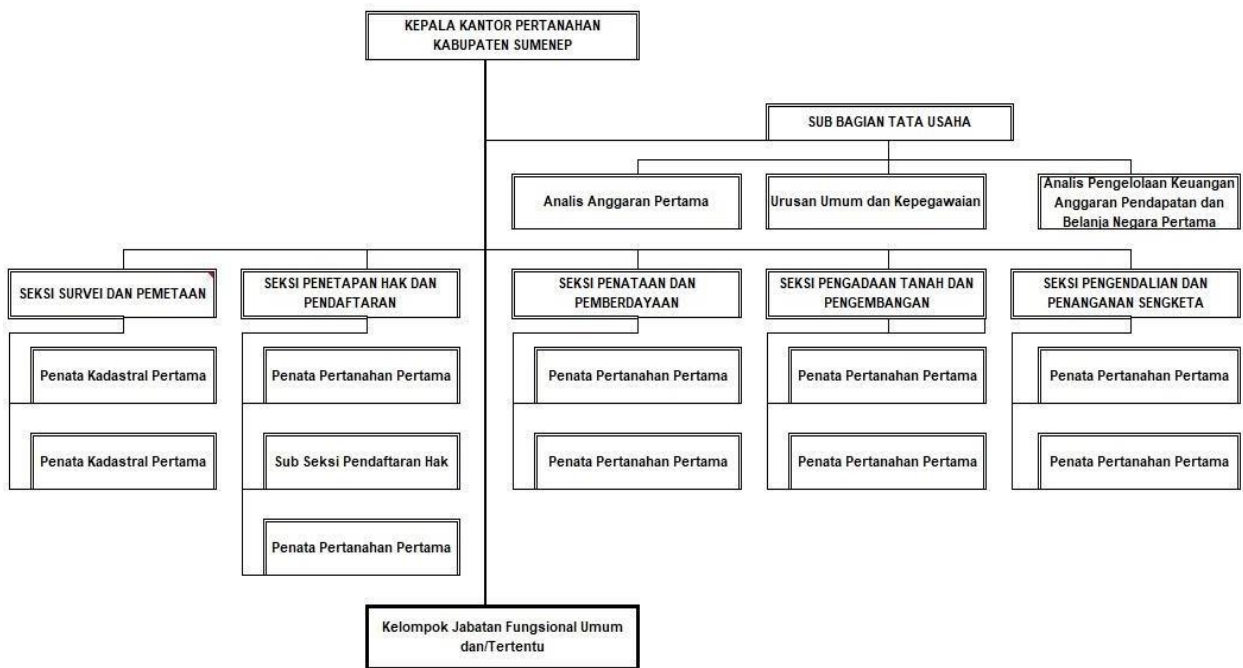 KEPALA KANTOR PERTANAHAN
KABUPATEN SUMENEP
SUB BAGIAN TATA USAHA
Analis Anggaran Pertama
Urusan Umum dan Kepegawaian
Analis Pengelolaan Keuangan
Anggaran Pendapatan dan
Belanja Negara Pertama
SEKSI SURVEI DAN PEMETAAN
SEKSI PENETAPAN HAK DAN
PENDAFTARAN
SEKSI PENATAAN DAN
PEMBERDAYAAN
SEKSI PENGADAAN TANAH DAN
PENGEMBANGAN
SEKSI PENGENDALIAN DAN
PENANGANAN SENGKETA
Penata Kadastral Pertama
Penata Pertanahan Pertama
Penata Pertanahan Pertama
Penata Pertanahan Pertama
Penata Pertanahan Pertama
Penata Kadastral Pertama
Sub Seksi Pendaftaran Hak
Penata Pertanahan Pertama
Penata Pertanahan Pertama
Penata Pertanahan Pertama
Penata Pertanahan Pertama
Kelompok Jabatan Fungsional Umum
dan/Tertentu